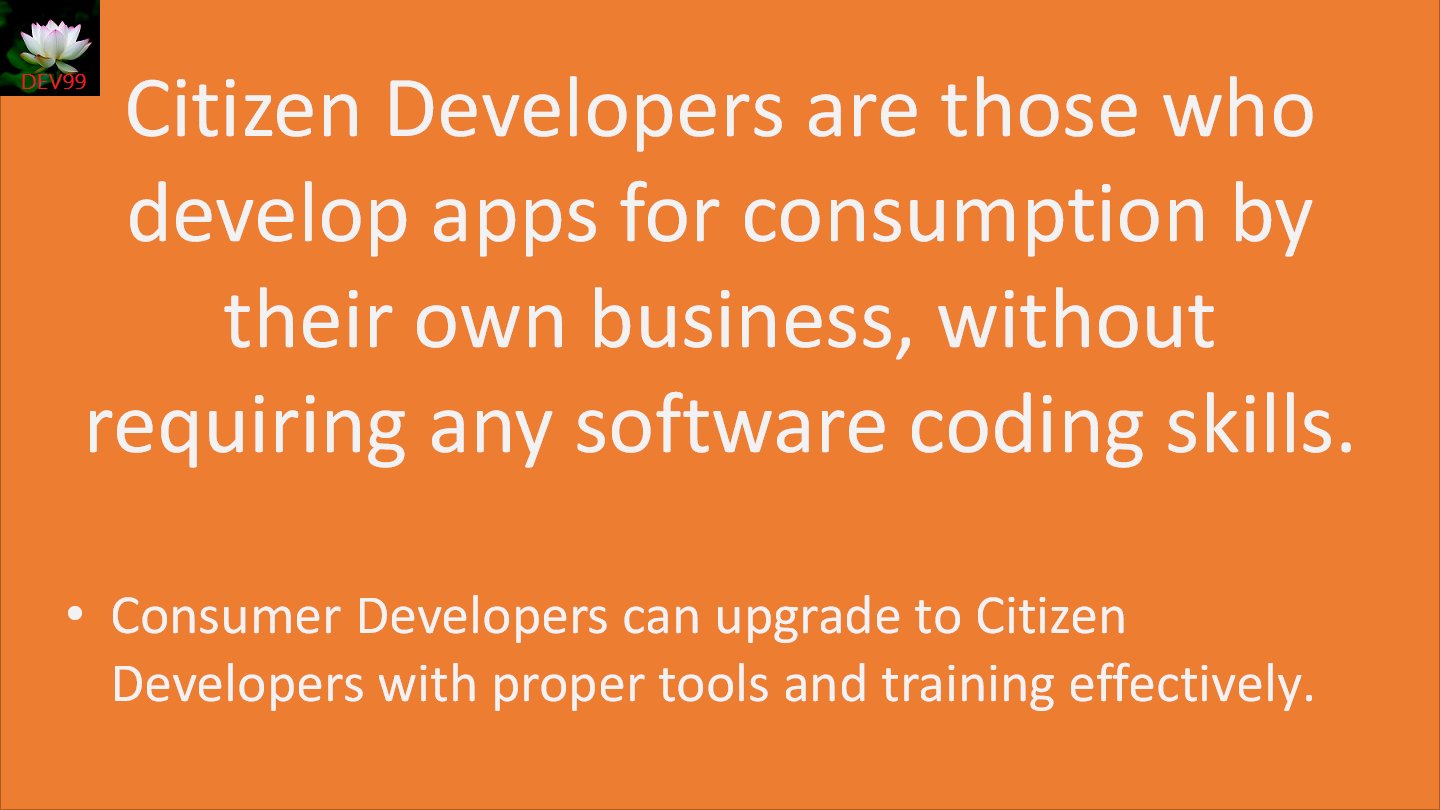 DEV99
Citizen Developers are those who
develop apps for consumption by
their own business, without
requiring any software coding skills.
• Consumer Developers can upgrade to Citizen
Developers with proper tools and training effectively.